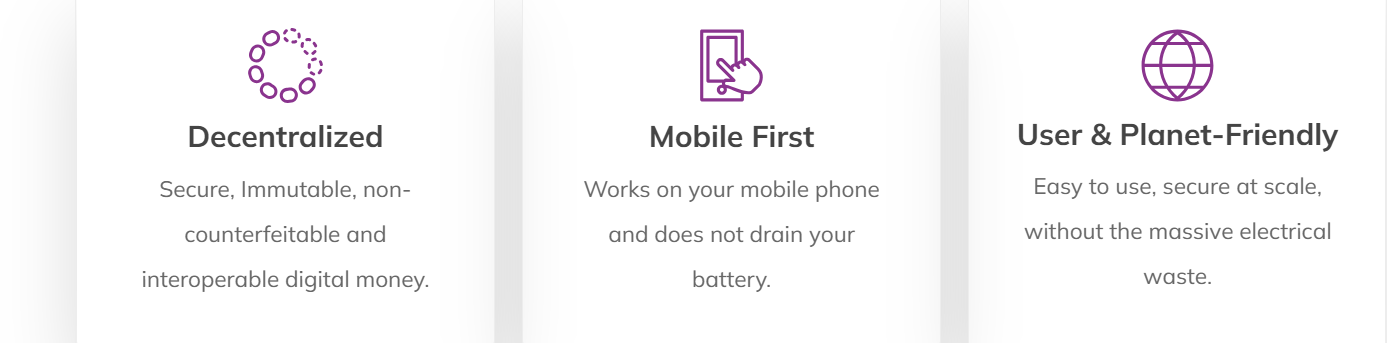 Decentralized
Secure, Immutable, non-
counterfeitable and
interoperable digital money.
Mobile First
Works on your mobile phone
and does not drain your
battery.
User & Planet-Friendly
Easy to use, secure at scale,
without the massive electrical
waste.